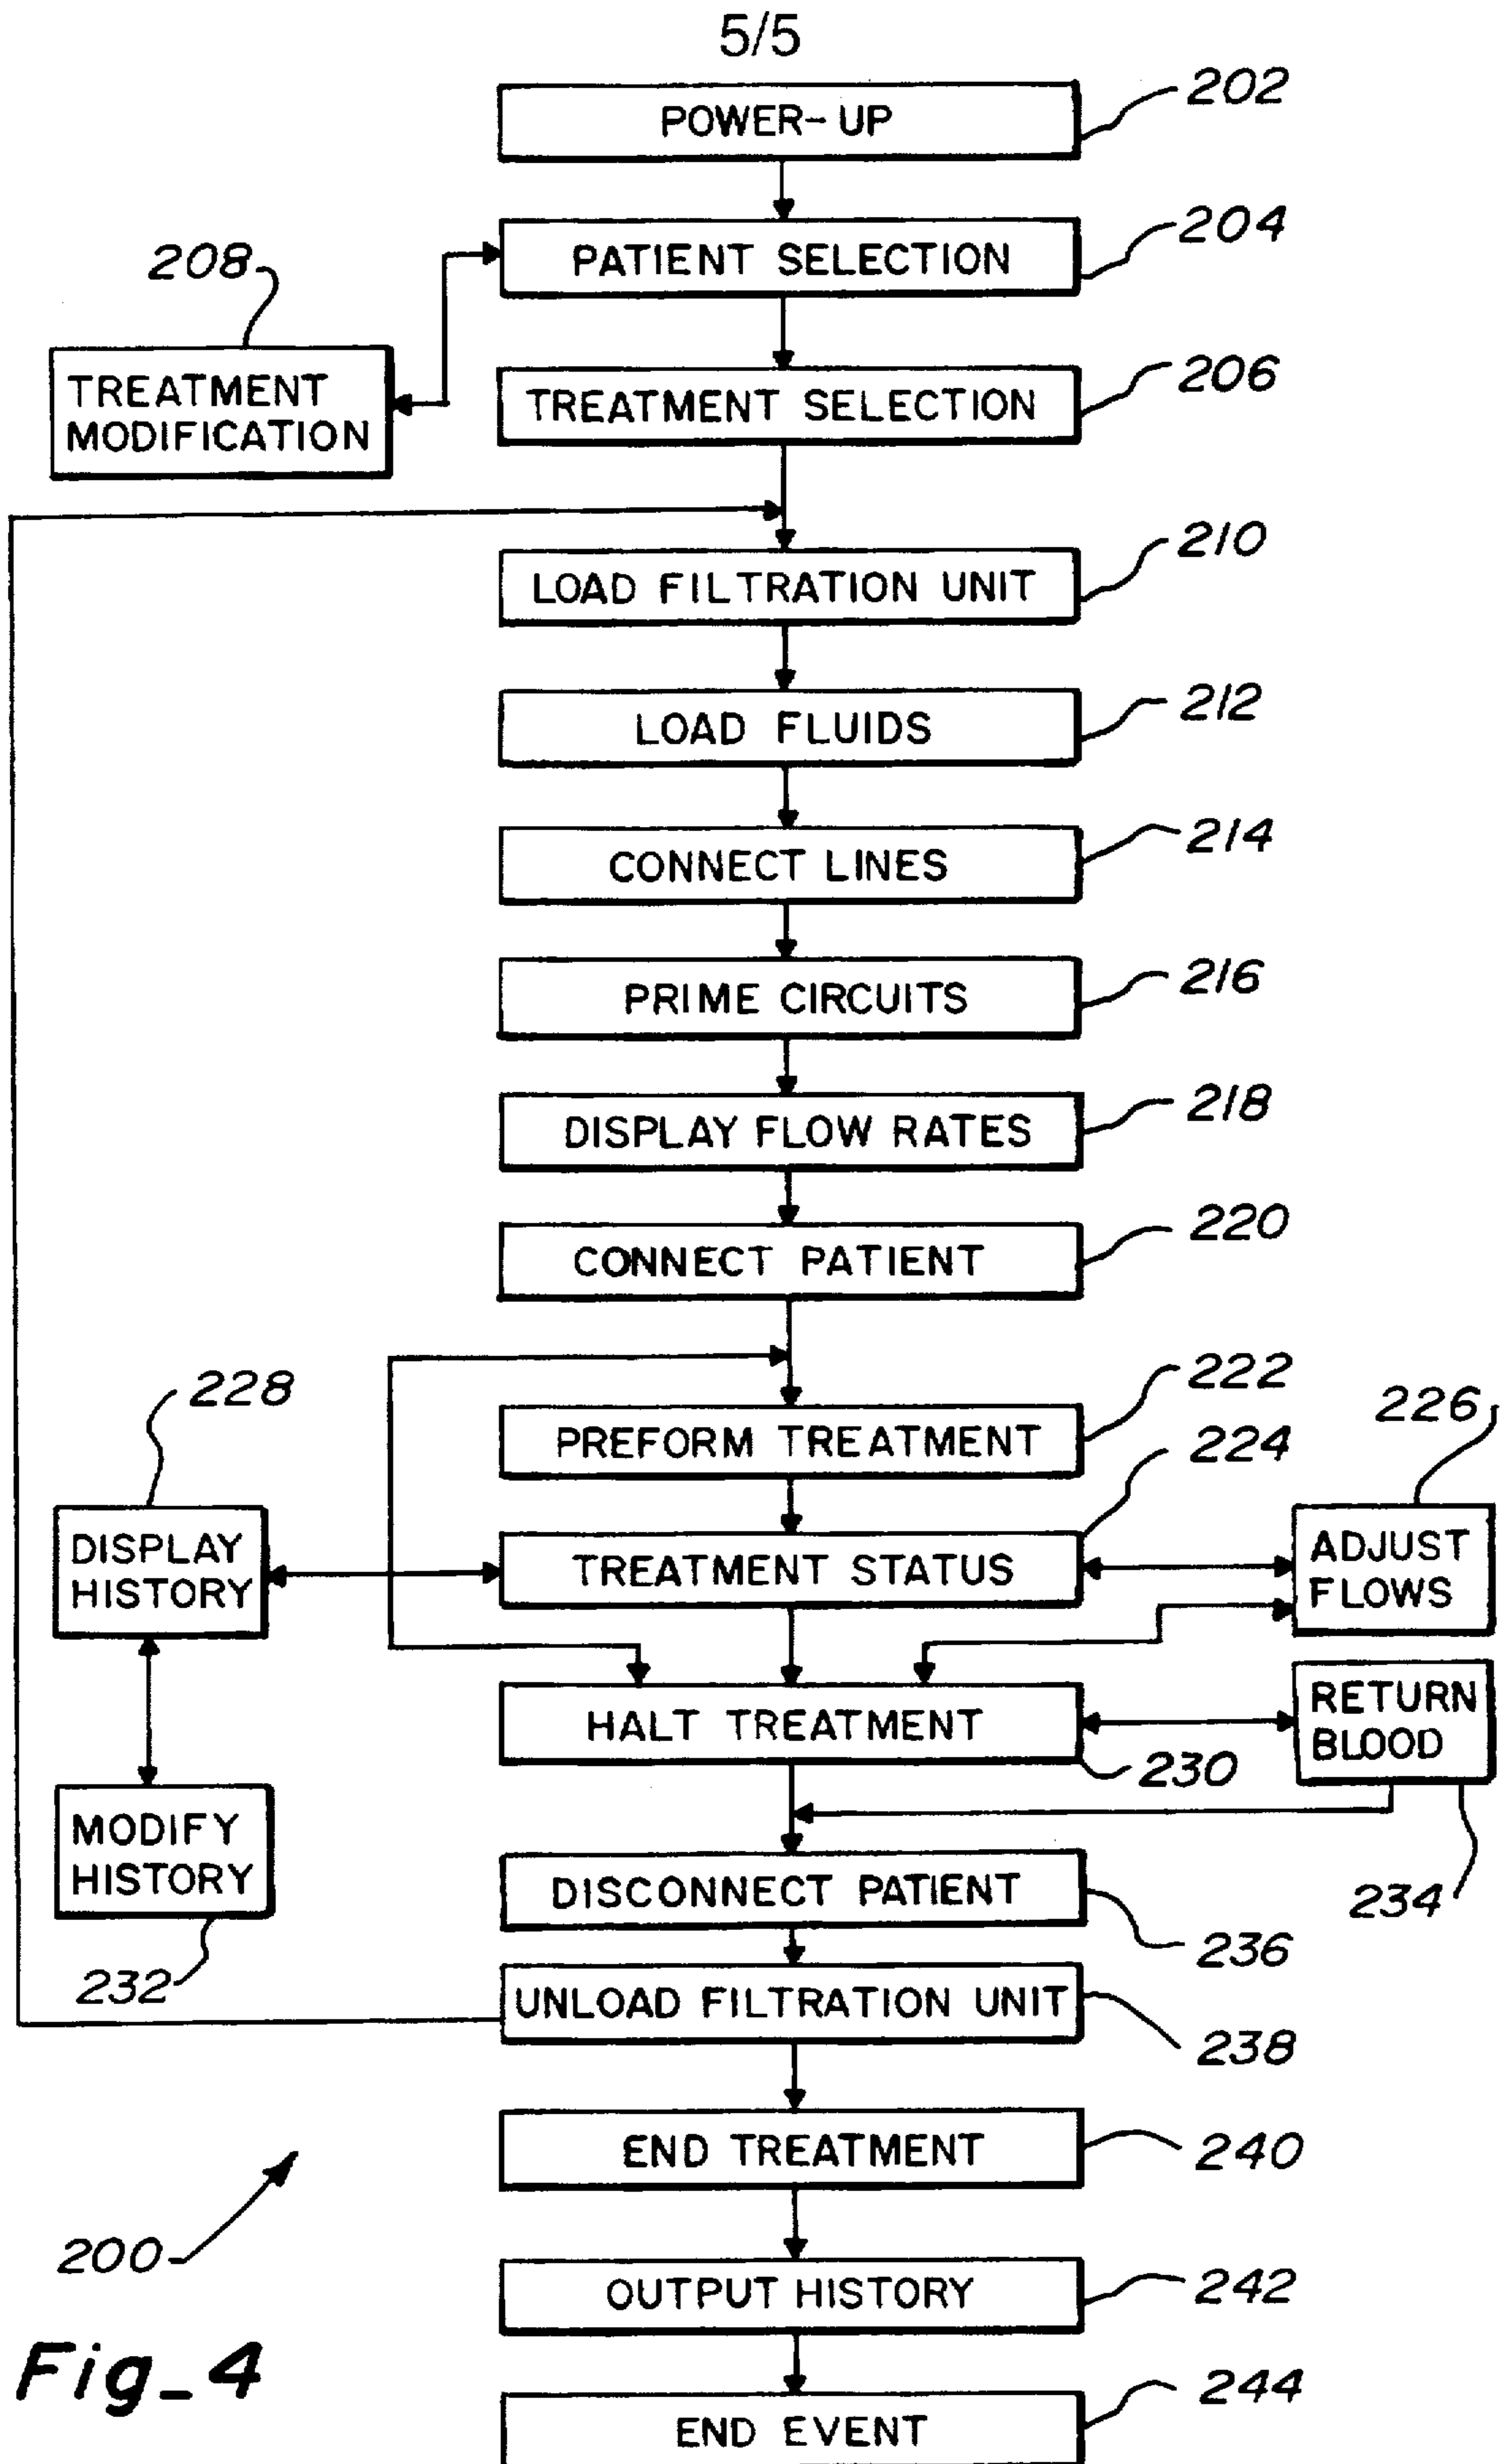 5/5
POWER-UP
202
PATIENT SELECTION
204
208
TREATMENT
MODIFICATION
TREATMENT SELECTION
206
LOAD FILTRATION UNIT
210
LOAD FLUIDS
212
CONNECT LINES
214
PRIME CIRCUITS
216
DISPLAY FLOW RATES
218
CONNECT PATIENT
220
PREFORM TREATMENT
222
228
DISPLAY
HISTORY
TREATMENT STATUS
224
226
ADJUST
FLOWS
HALT TREATMENT
230
RETURN
BLOOD
234
MODIFY
HISTORY
232
DISCONNECT PATIENT
236
UNLOAD FILTRATION UNIT
238
END TREATMENT
240
200
OUTPUT HISTORY
242
END EVENT
244
Fig_4